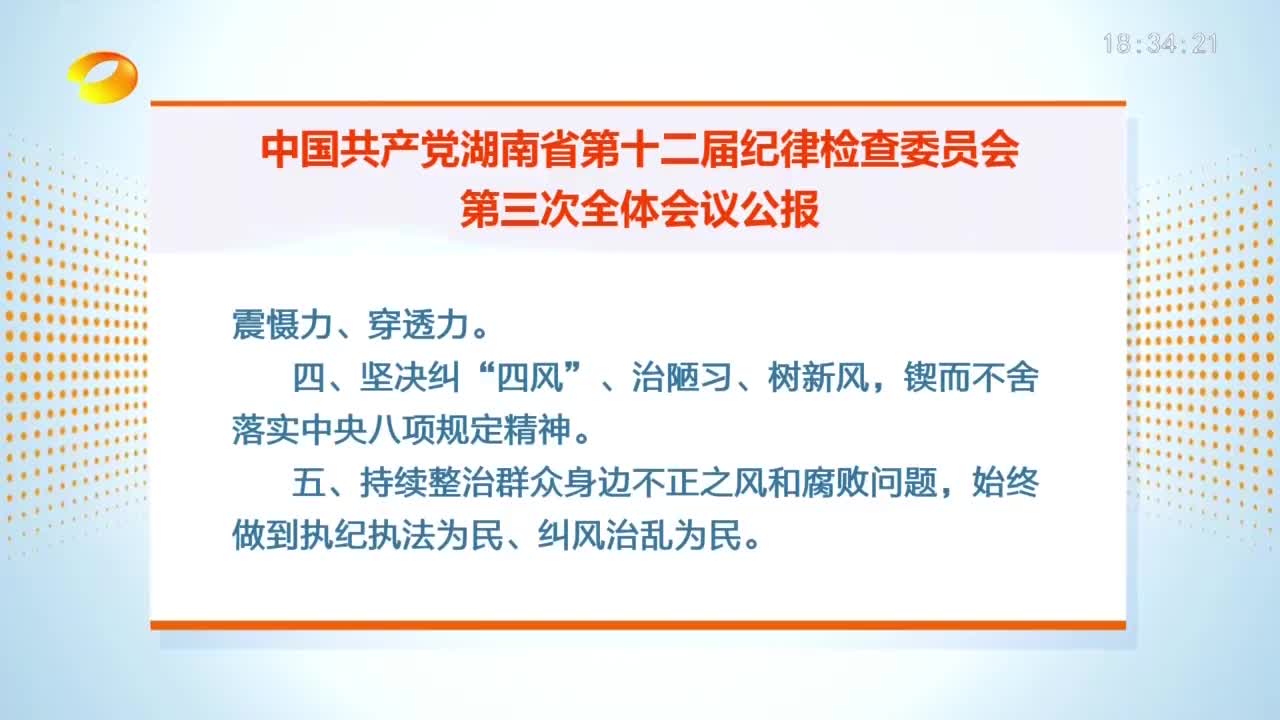 18:34:21
中国共产党湖南省第十二届纪律检查委员会
第三次全体会议公报
震慑力、穿透力。
四、坚决纠“四风”、治陋习、树新风，锲而不舍
落实中央八项规定精神。
五、持续整治群众身边不正之风和腐败问题，始终
做到执纪执法为民、纠风治乱为民。